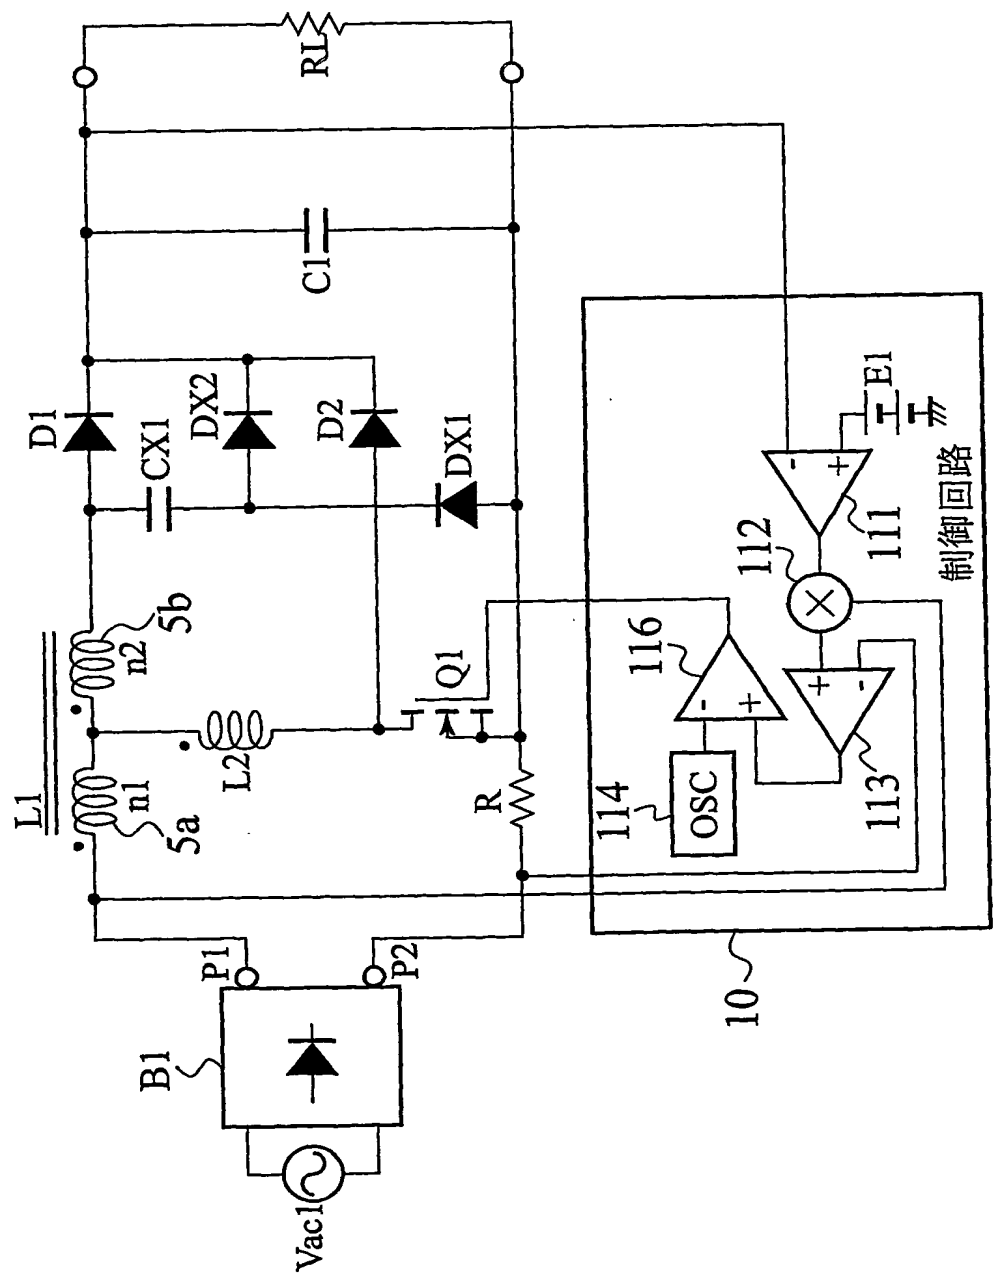 L1
5a
n1
5b
n2
D1
CX1
DX2
D2
DX1
L2
Q1
R
C1
RL
Vac1
B1
P1
P2
10
114
OSC
116
-
+
113
+
-
112
111
-
+
E1
制御回路